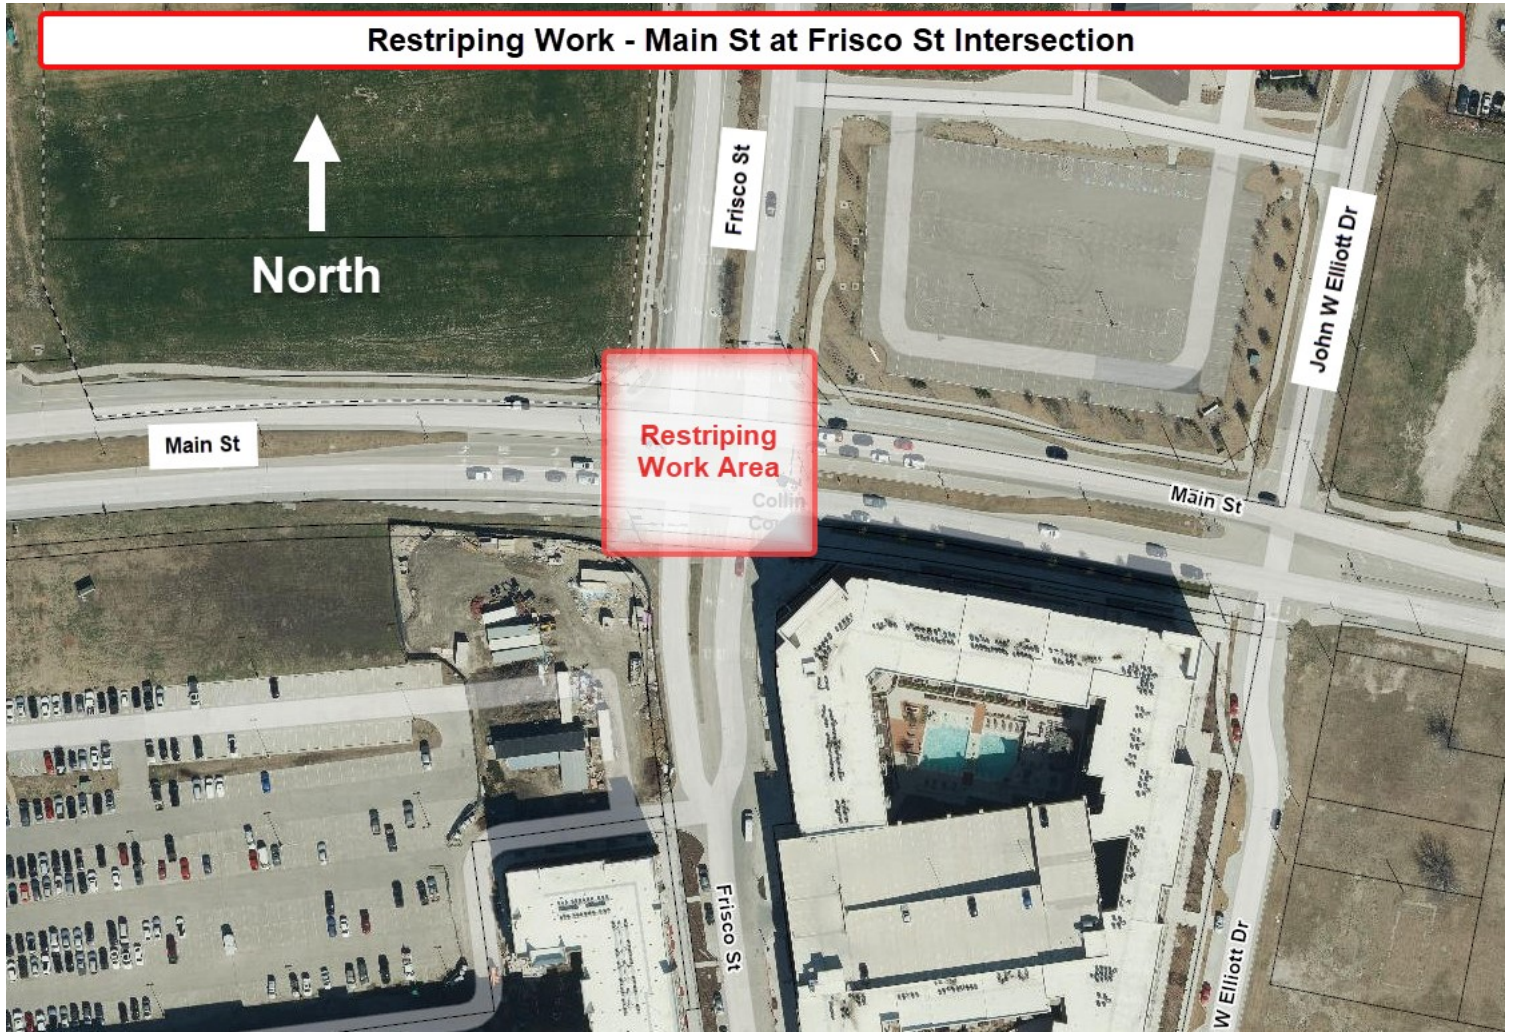 Restriping Work - Main St at Frisco St Intersection
North
Frisco St
John W Elliott Dr
Main St
Restriping
Work Area
Main St
Collin
Frisco St
W Elliott Dr